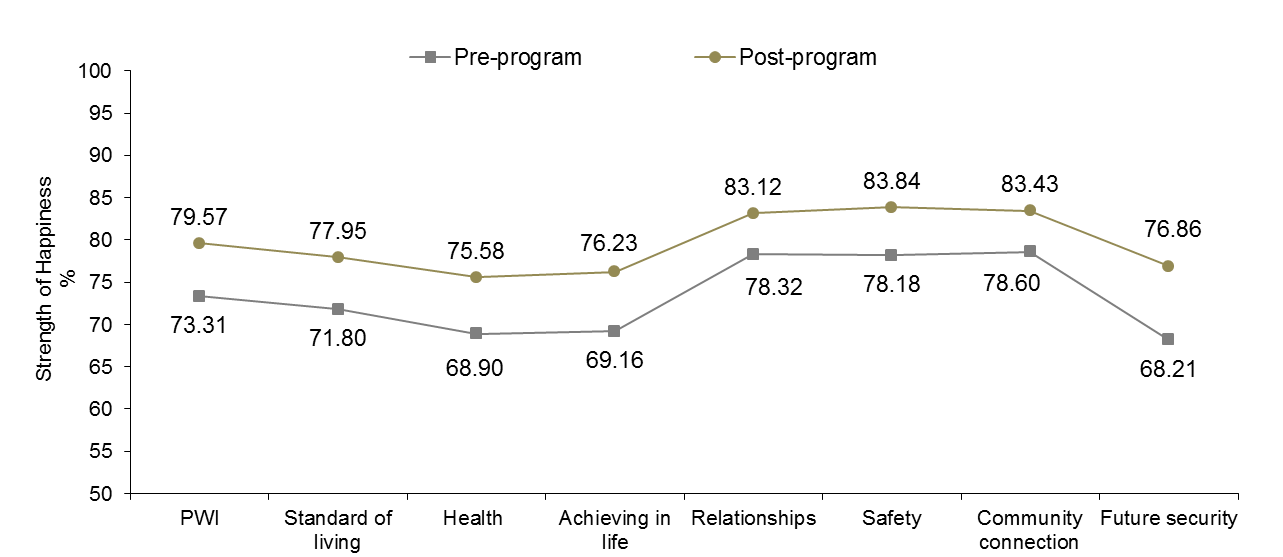 Pre-program
Post-program
Strength of Happiness
%
100
95
90
85
80
75
70
65
60
55
50
79.57
77.95
75.58
76.23
83.12
83.84
83.43
76.86
73.31
71.80
68.90
69.16
78.32
78.18
78.60
68.21
PWI
Standard of
living
Health
Achieving in
life
Relationships
Safety
Community
connection
Future security